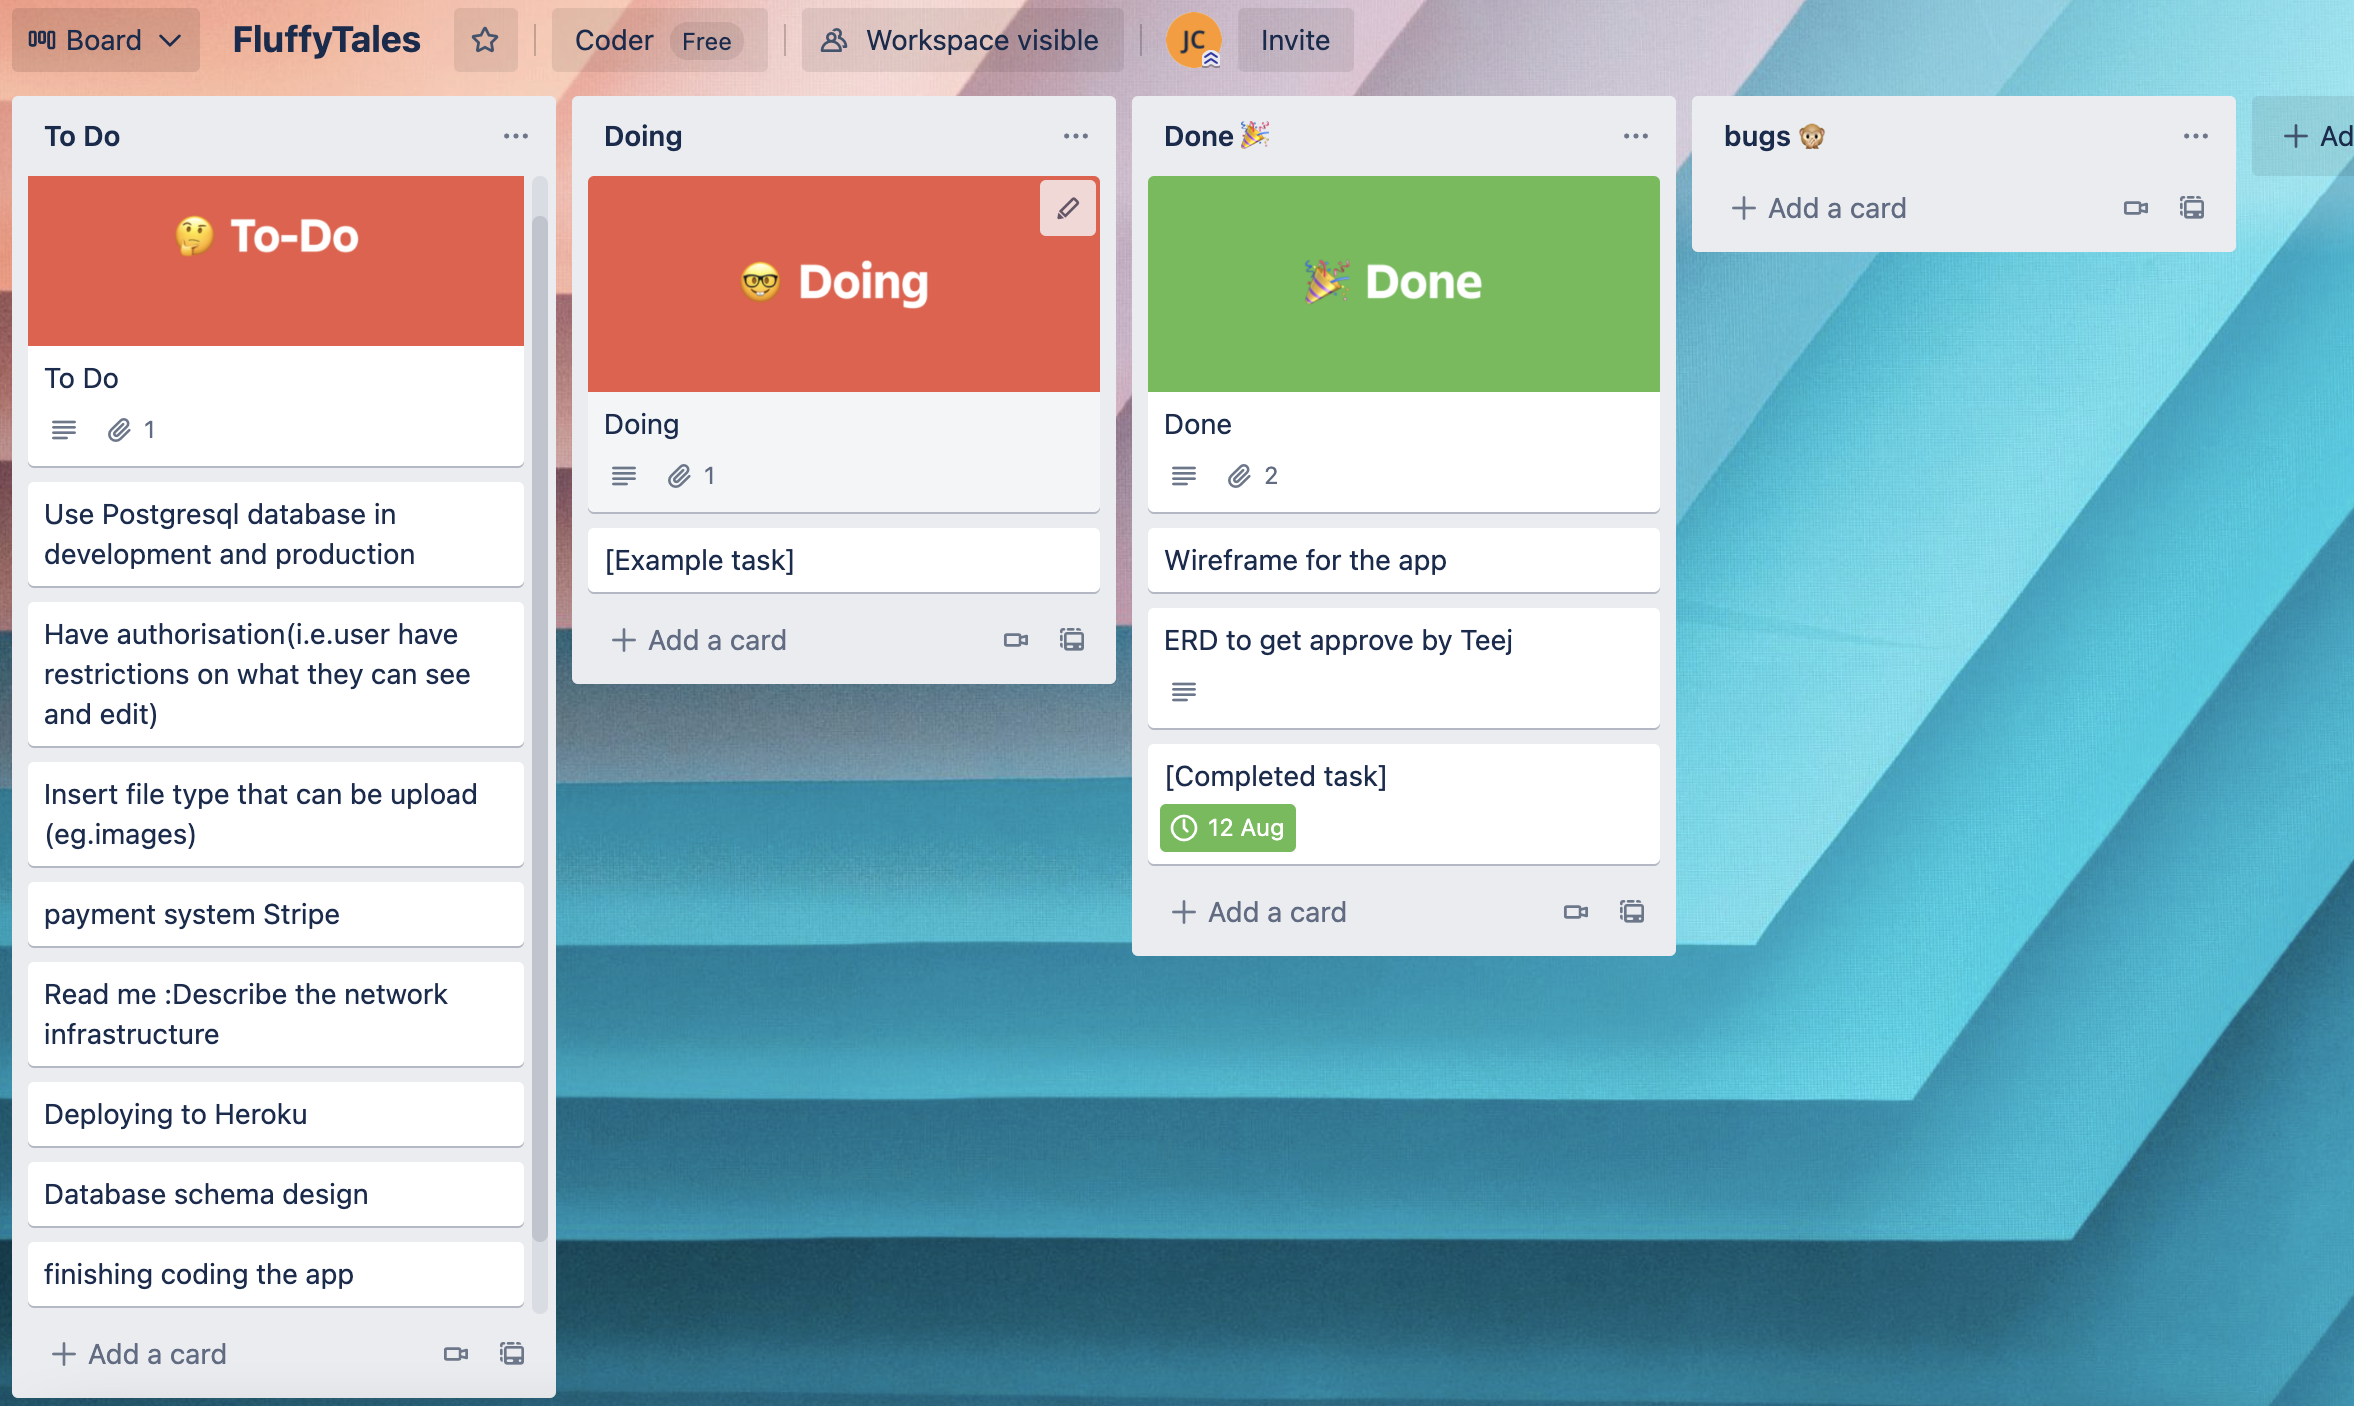 Board
FluffyTales
Coder Free
Workspace visible
JC
Invite
To Do
To-Do
To Do
1
Use Postgresql database in
development and production
Have authorisation(i.e.user have
restrictions on what they can see
and edit)
Insert file type that can be upload
(eg.images)
payment system Stripe
Read me :Describe the network
infrastructure
Deploying to Heroku
Database schema design
finishing coding the app
+ Add a card
Doing
Doing
Doing
1
[Example task]
+ Add a card
Done
Done
Done
2
Wireframe for the app
ERD to get approve by Teej
[Completed task]
12 Aug
+ Add a card
bugs
+ Add a card
+ Ad